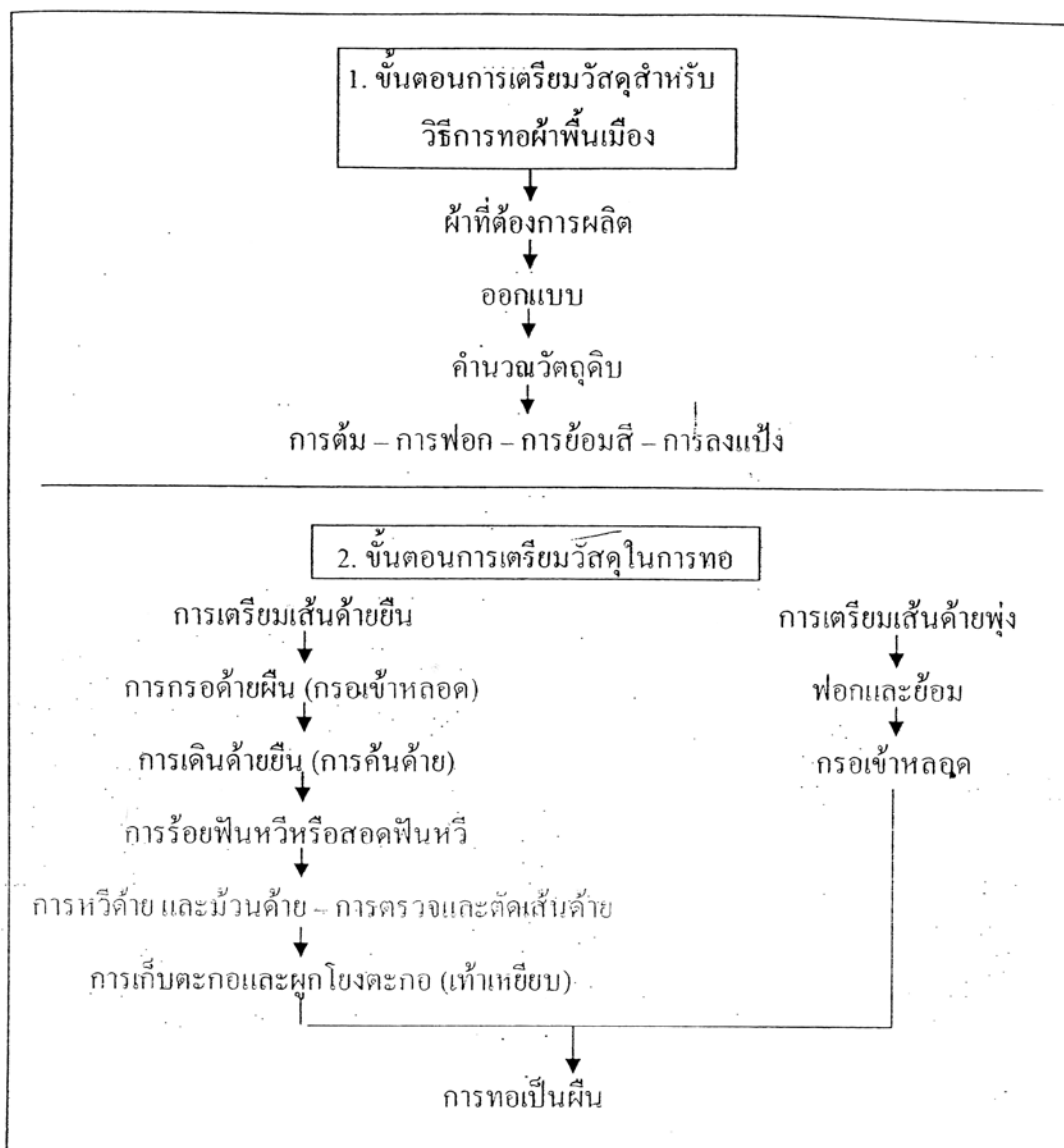 1. ขั้นตอนการเตรียมวัสดุสำหรับ
วิธีการทอผ้าพื้นเมือง
ผ้าที่ต้องการผลิต
ออกแบบ
คำนวณวัตถุดิบ
การต้ม – การฟอก – การย้อมสี – การลงแป้ง
2. ขั้นตอนการเตรียมวัสดุในการทอ
การเตรียมเส้นด้ายยืน
การกรอด้ายผืน (กรอเข้าหลอด)
การเดินด้ายยืน (การค้นด้าย)
การร้อยฟันหวีหรือสอดฟันหวี
การหวีด้าย และม้วนด้าย – การตรวจและตัดเส้นด้าย
การเก็บตะกอและผูกโยงตะกอ (เท้าเหยียบ)
การเตรียมเส้นด้ายพุ่ง
ฟอกและย้อม
กรอเข้าหลอด
การทอเป็นผืน